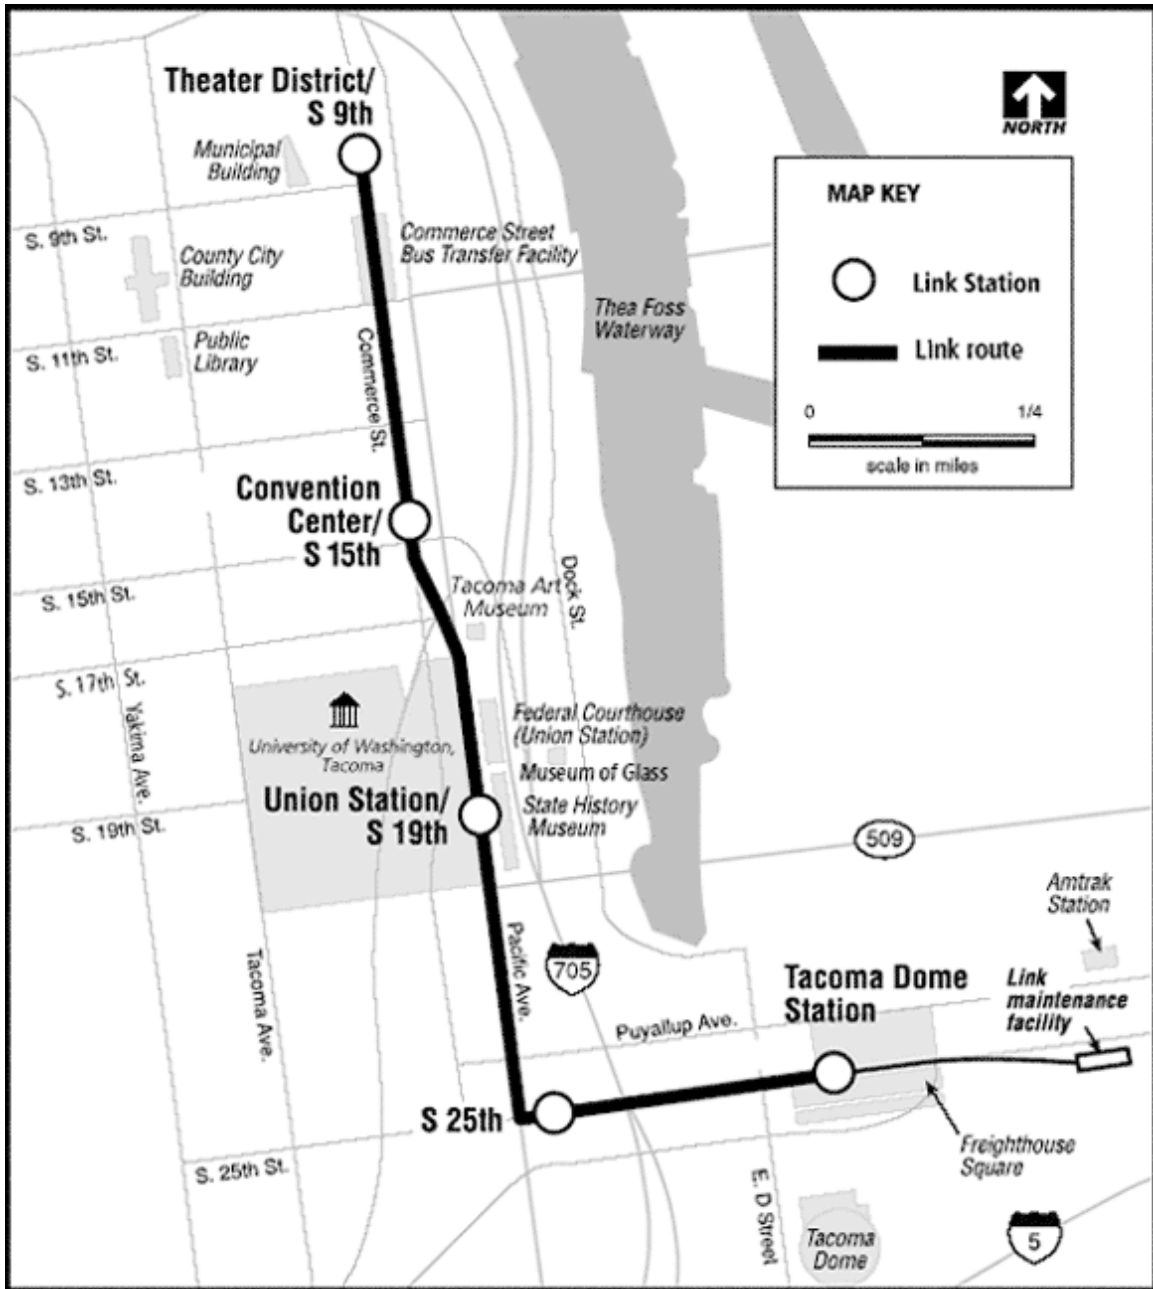 Theater District/
S 9th
NORTH
Municipal
Building
MAP KEY
S. 9th St.
County City
Building
Commerce Street
Bus Transfer Facility
Link Station
Thea Foss
Waterway
S. 11th St.
Public
Library
Commerce St.
Link route
0 1/4
scale in miles
S. 13th St.
Convention
Center/
S 15th
S. 15th St.
Tacoma Art
Museum
Dock St.
S. 17th St.
Yakima Ave.
University of Washington,
Tacoma
Federal Courthouse
(Union Station)
Museum of Glass
Union Station/
S 19th
State History
Museum
S. 19th St.
509
Amtrak
Station
Tacoma Ave.
Pacific Ave.
705
Tacoma Dome
Station
Link
maintenance
facility
Puyallup Ave.
S 25th
S. 25th St.
Freighthouse
Square
E. D Street
Tacoma
Dome
5